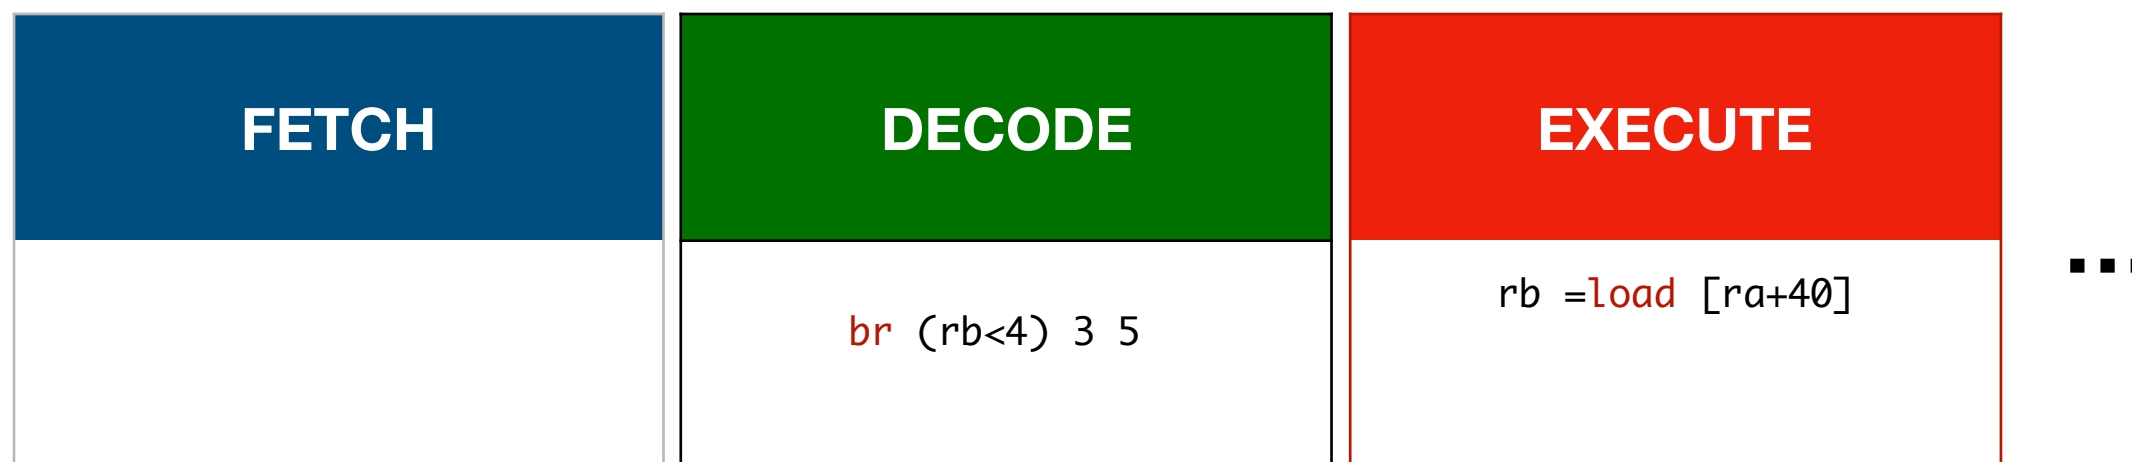 FETCH
DECODE
EXECUTE
br (rb<4) 3 5
rb =load [ra+40]
...